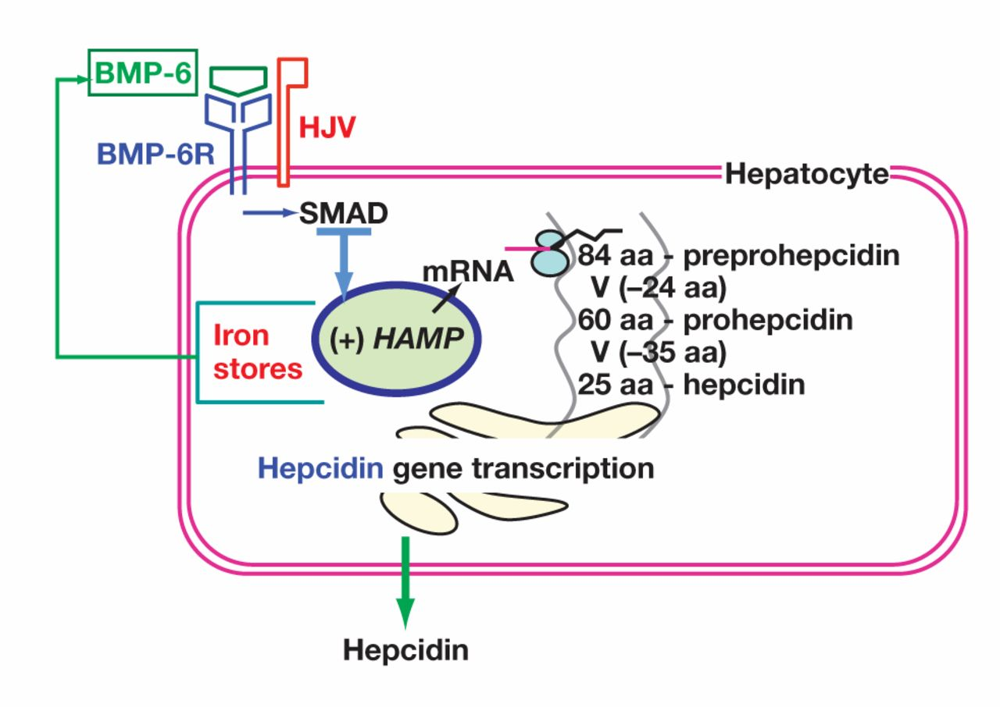 BMP-6
HJV
BMP-6R
Hepatocyte
SMAD
mRNA
84 aa - preprohepcidin
V (–24 aa)
60 aa - prohepcidin
V (–35 aa)
25 aa - hepcidin
(+) HAMP
Iron
stores
Hepcidin gene transcription
Hepcidin